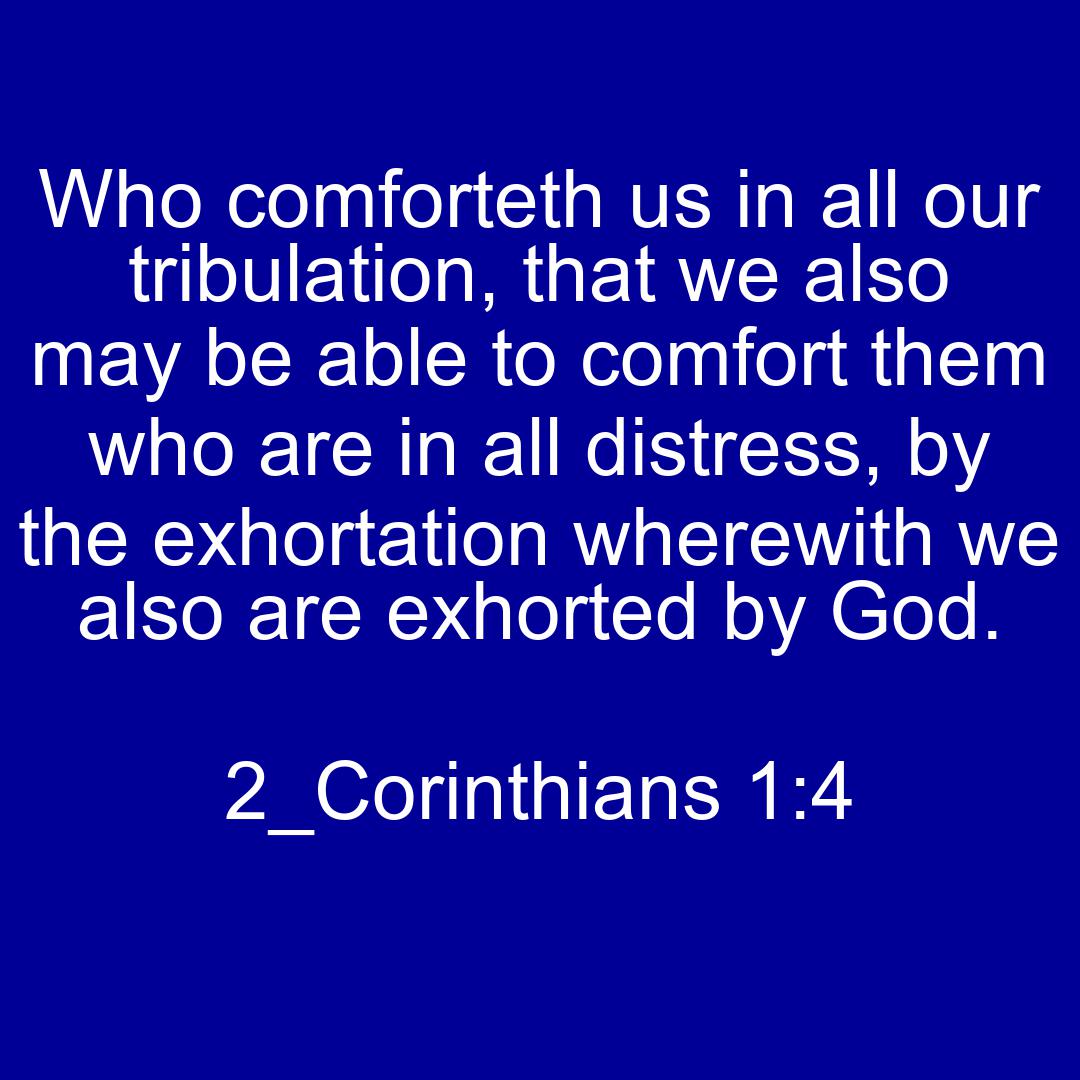 Who comforteth us in all our
tribulation, that we also
may be able to comfort them
who are in all distress, by
the exhortation wherewith we
also are exhorted by God.
2_Corinthians 1:4